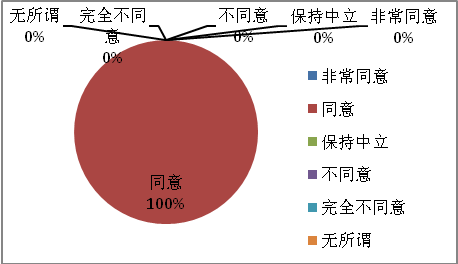 无所谓
0%
完全不同
意
0%
不同意
0%
保持中立
0%
非常同意
0%
同意
100%
非常同意
同意
保持中立
不同意
完全不同意
无所谓